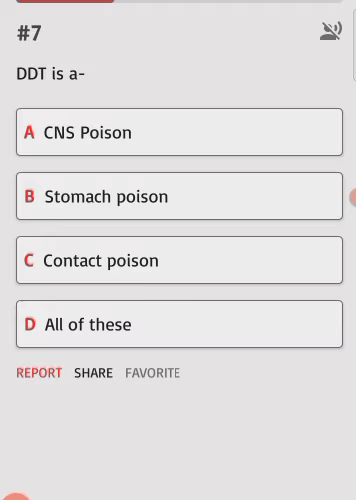 #7
DDT is a-
A CNS Poison
B Stomach poison
C Contact poison
D All of these
REPORT SHARE FAVORITE